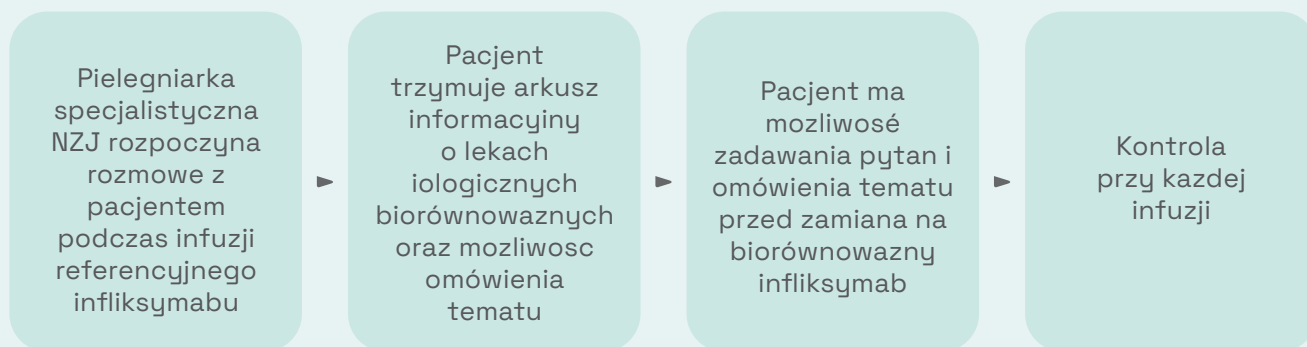 Pielegniarka
specjalistyczna
NZJ rozpoczyna
rozmowe z
pacjentem
podczas infuzji
referencyjnego
infliksymabu
Pacjent
trzymuje arkusz
informacyiny
o lekach
iologicznych
biorównowaznych
oraz mozliwosc
omówienia
tematu
Pacjent ma
mozliwosé
zadawania pytan i
omówienia tematu
przed zamiana na
biorównowazny
infliksymab
Kontrola
przy kazdej
infuzji